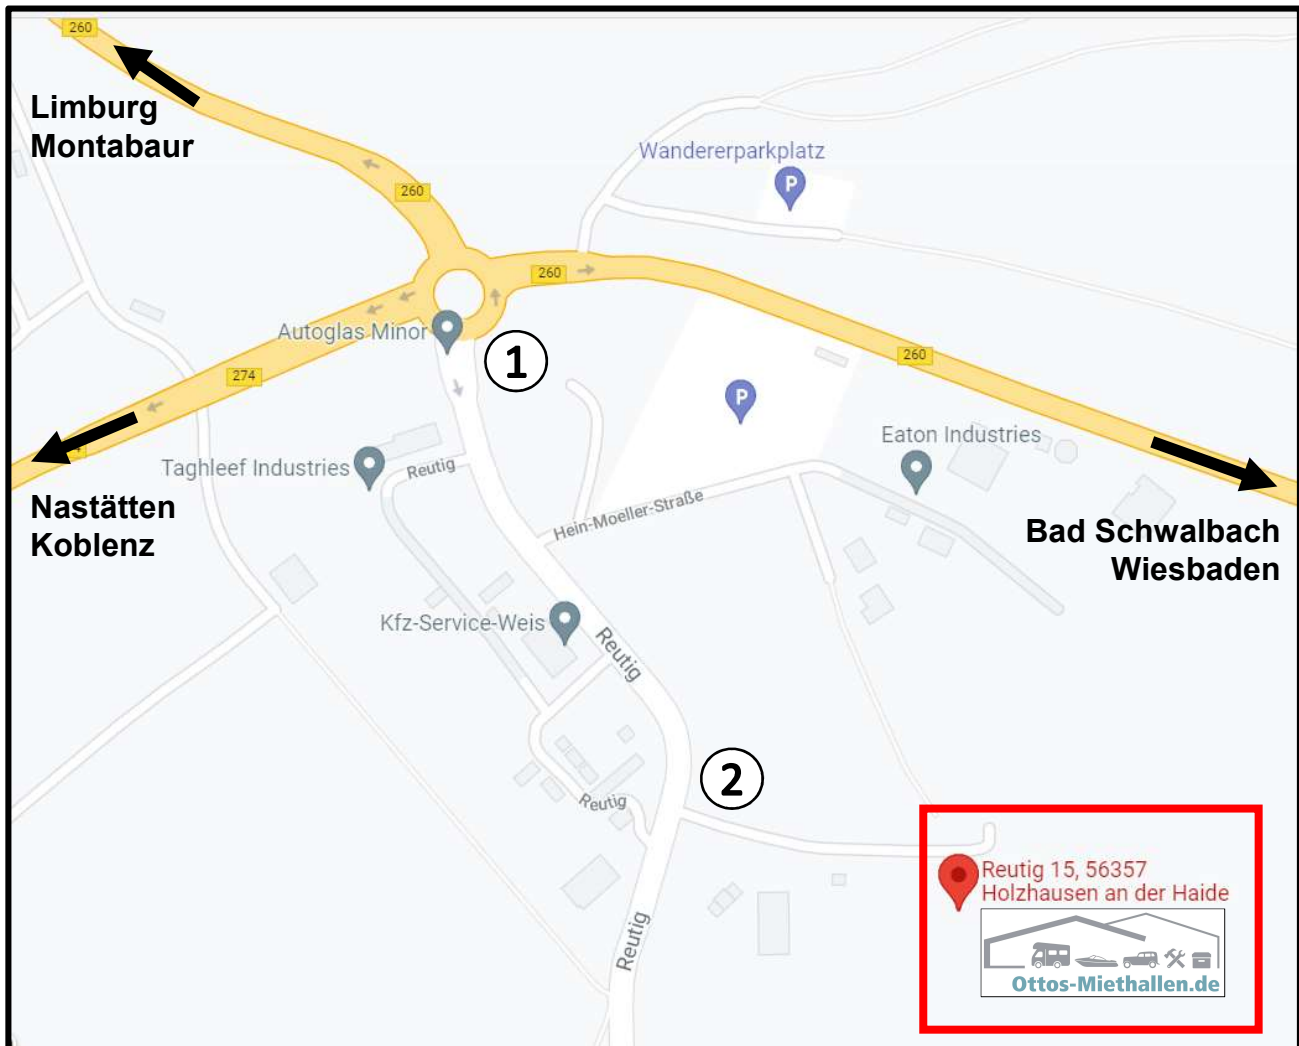 260
Limburg
Montabaur
Wandererparkplatz
P
260
260
Autoglas Minor
1
260
274
P
4
Eaton Industries
Taghleef Industries
Reutig
Nastätten
Koblenz
Hein-Moeller-Straße
Bad Schwalbach
Wiesbaden
Kfz-Service-Weis
Reutig
2
Reutig
Reutig 15, 56357
Holzhausen an der Haide
Reutig
Ottos-Miethallen.de